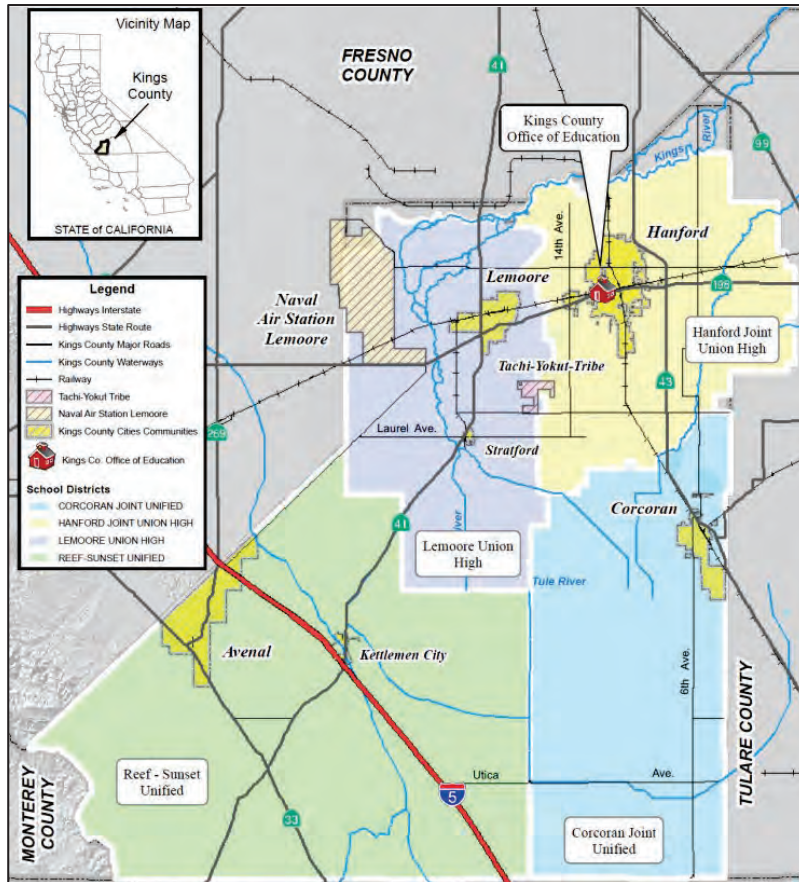 Vicinity Map
Kings
County
STATE of CALIFORNIA
FRESNO
COUNTY
41
Kings County
Office of Education
Kings
River
99
Legend
Highways Interstate
Highways State Route
Kings County Major Roads
Kings County Waterways
Railway
Tachi-Yokut Tribe
Naval Air Station Lemoore
Kings County Cities Communities
Kings Co. Office of Education
School Districts
CORCORAN JOINT UNIFIED
HANFORD JOINT UNION HIGH
LEMOORE UNION HIGH
REEF-SUNSET UNIFIED
14th Ave.
Hanford
Lemoore
Naval
Air Station
Lemoore
198
Hanford Joint
Union High
Tachi-Yokut-Tribe
43
269
Laurel Ave.
Stratford
41
Corcoran
Lemoore Union
High
River
Tule River
Avenal
Kettlemen City
6th Ave.
TULARE COUNTY
MONTEREY
COUNTY
Reef - Sunset
Unified
Utica
Ave.
5
33
Corcoran Joint
Unified